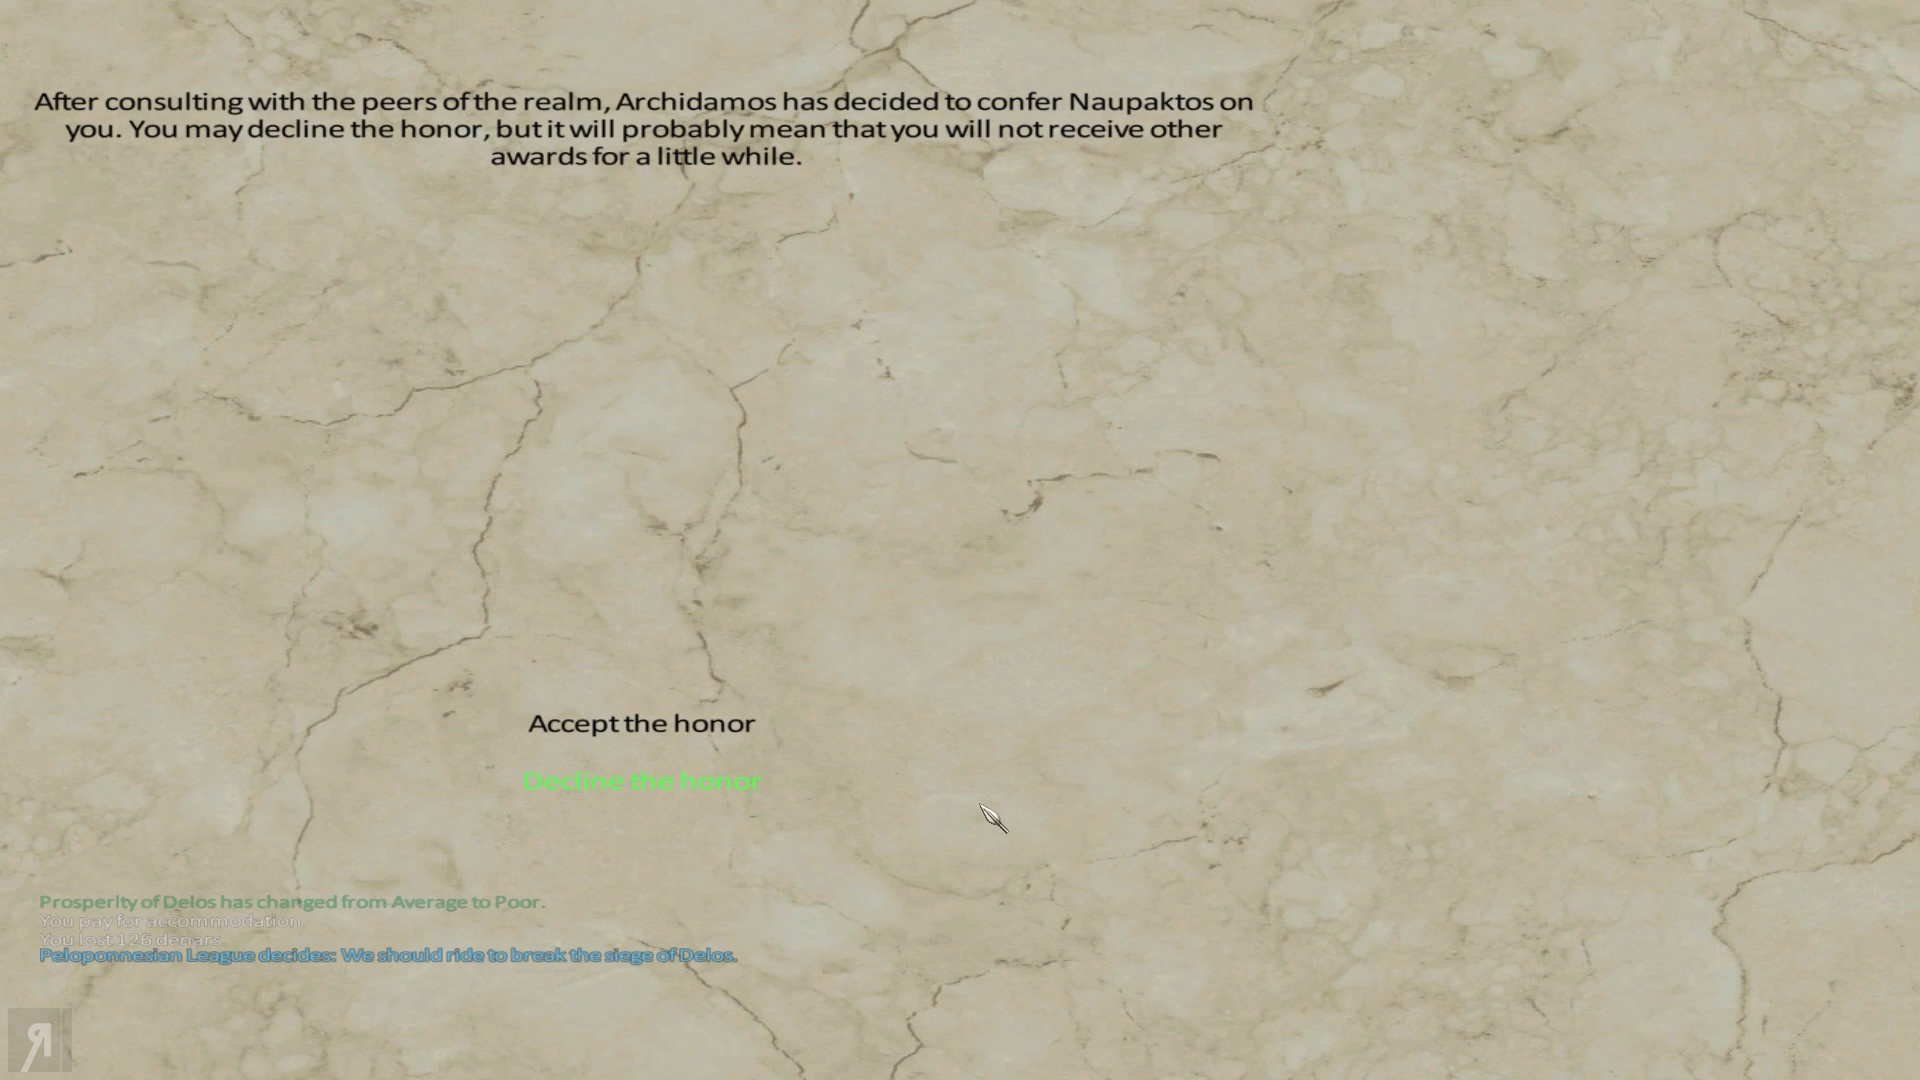 After consulting with the peers of the realm, Archidamos has decided to confer Naupaktos on
you. You may decline the honor, but it will probably mean that you will not receive other
awards for a little while.
Accept the honor
Decline the honor
Prosperity of Delos has changed from Average to Poor.
You pay for accommodation.
You lost 126 denars.
Peloponnesian League decides: We should ride to break the siege of Delos.